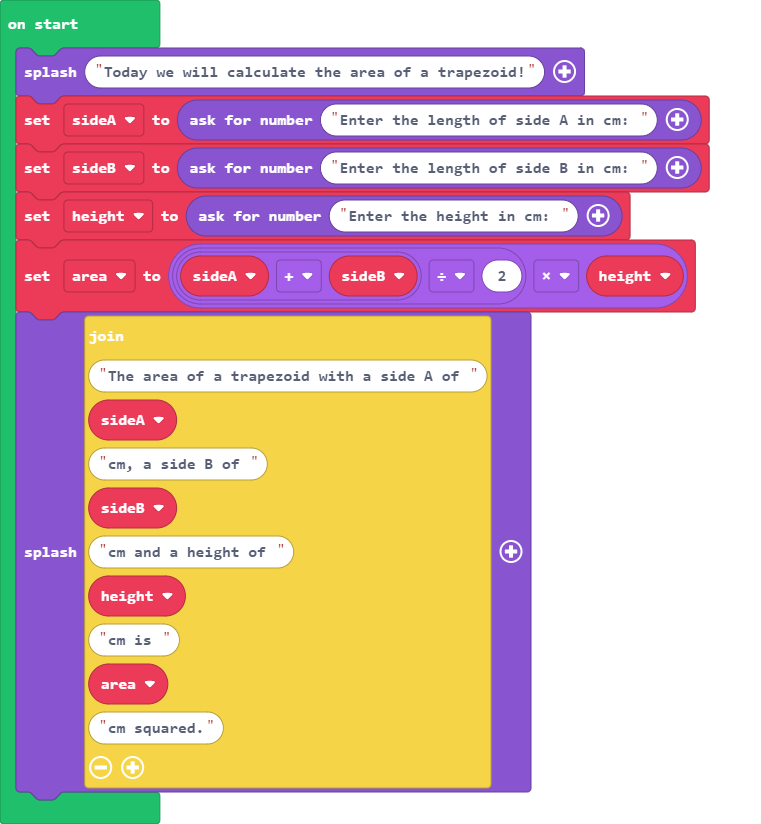 on start
splash "Today we will calculate the area of a trapezoid!"
set sideA to ask for number "Enter the length of side A in cm: "
set sideB to ask for number "Enter the length of side B in cm: "
set height to ask for number "Enter the height in cm: "
set area to sideA + sideB ÷ 2 × height
join
"The area of a trapezoid with a side A of "
sideA
"cm, a side B of "
sideB
splash "cm and a height of "
height
"cm is "
area
"cm squared."